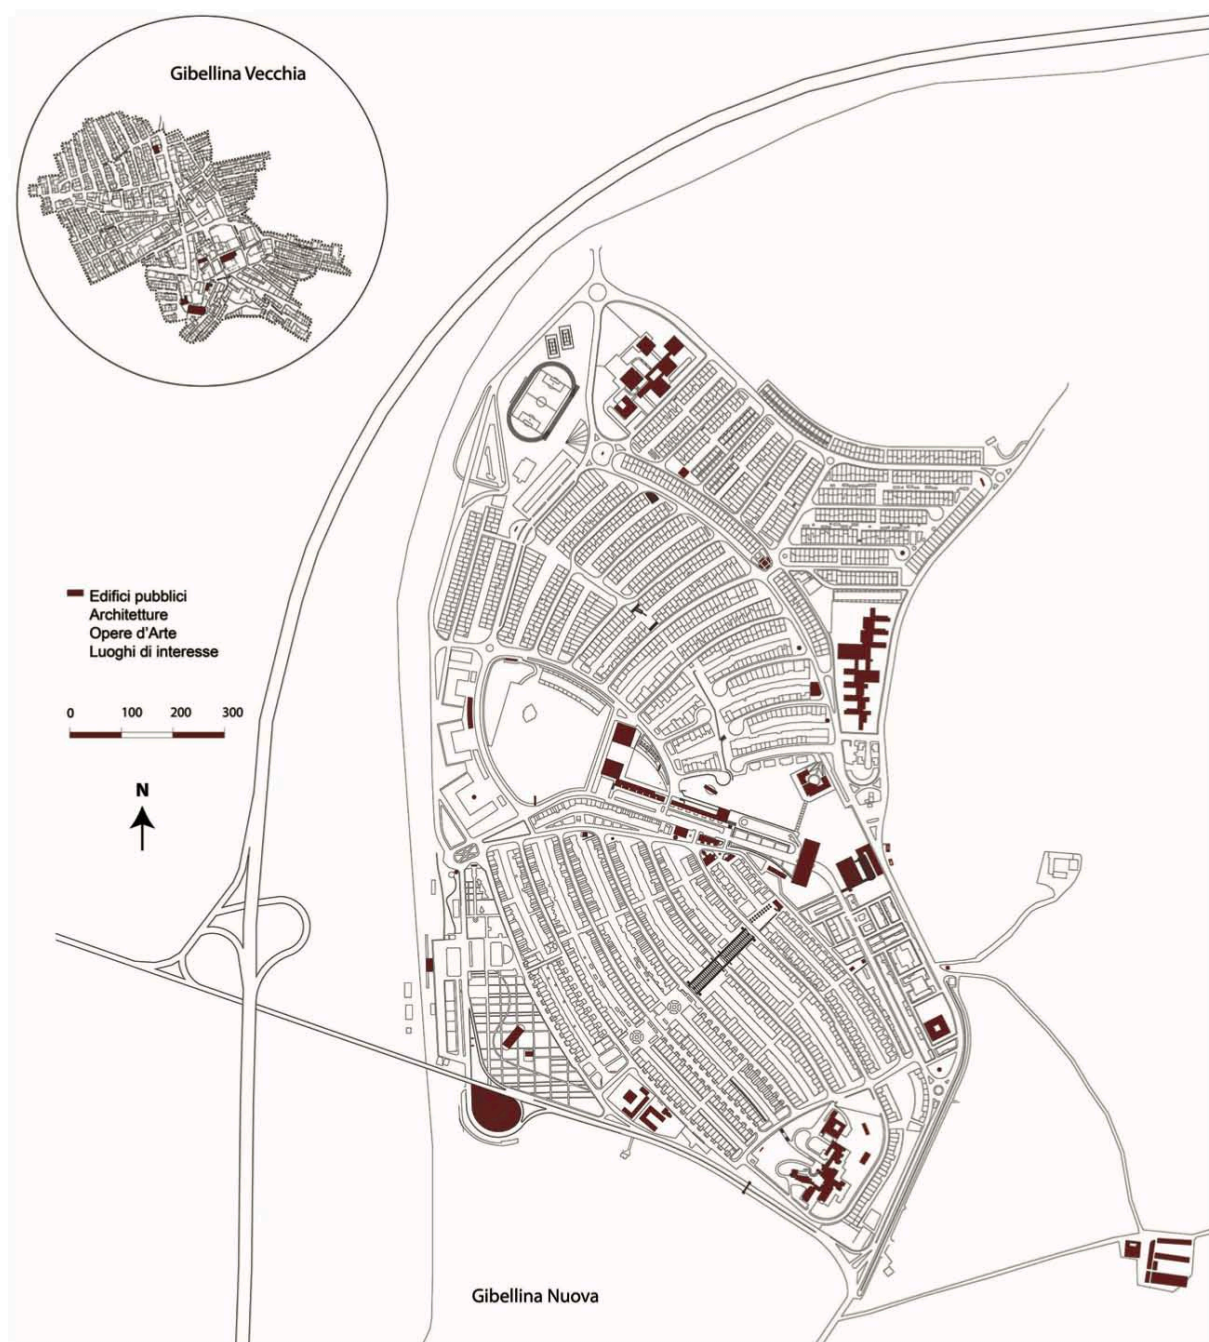 Gibellina Vecchia
Edifici pubblici
Architetture
Opere d'Arte
Luoghi di interesse
0 100 200 300
N
Gibellina Nuova